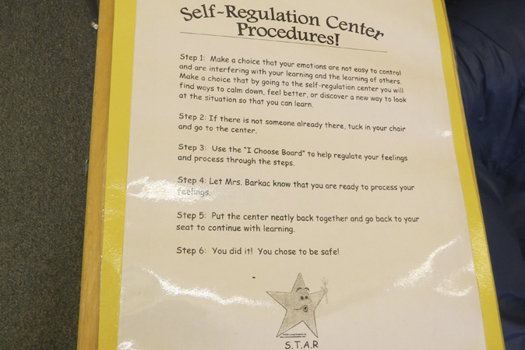 Self-Regulation Center
Procedures!
Step 1: Make a choice that your emotions are not easy to control
and are interfering with your learning and the learning of others.
Make a choice that by going to the self-regulation center you will
find ways to calm down, feel better, or discover a new way to look
at the situation so that you can learn.
Step 2: If there is not someone already there, tuck in your chair
and go to the center.
Step 3: Use the "I Choose Board" to help regulate your feelings
and process through the steps.
Step 4: Let Mrs. Barkac know that you are ready to process your
feelings.
Step 5: Put the center neatly back together and go back to your
seat to continue with learning.
Step 6: You did it! You chose to be safe!
S.T.A.R